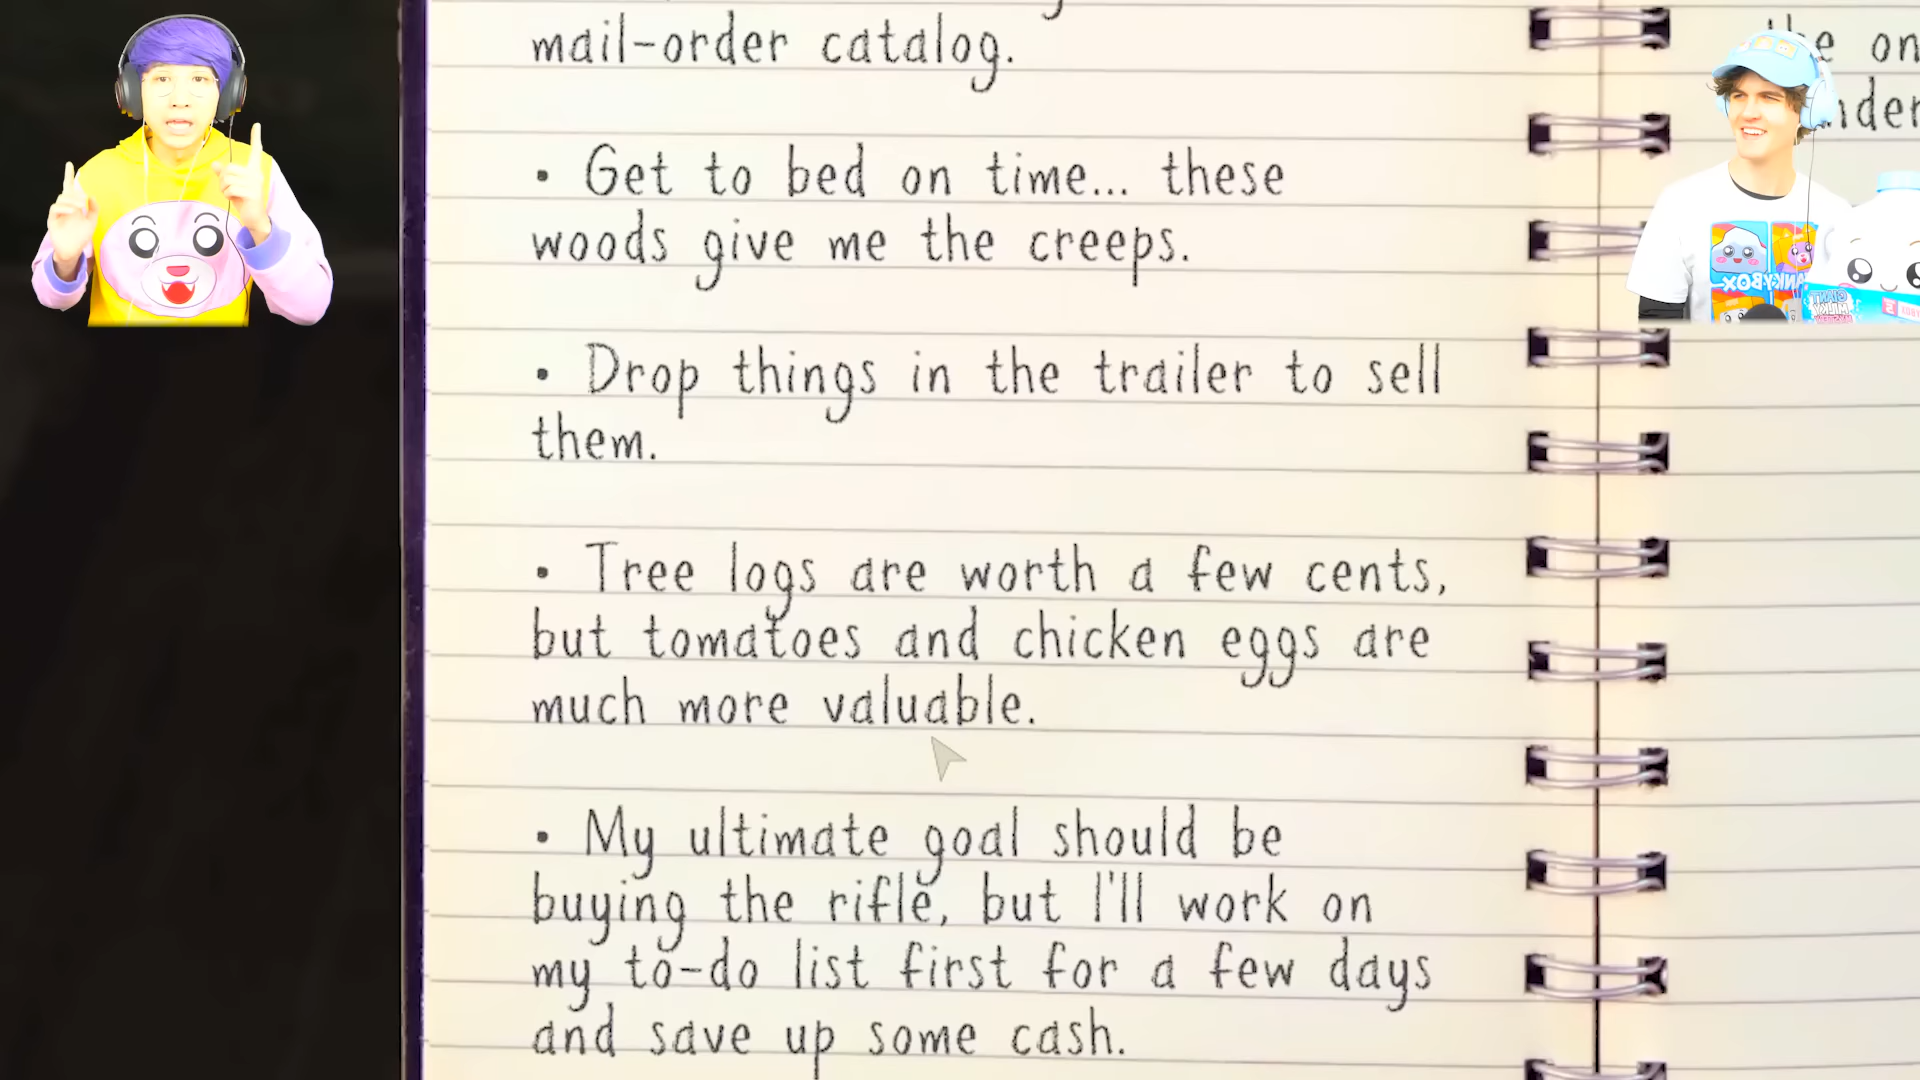 mail-order catalog.
• Get to bed on time... these
woods give me the creeps.
• Drop things in the trailer to sell
them.
• Tree logs are worth a few cents,
but tomatoes and chicken eggs are
much more valuable.
• My ultimate goal should be
buying the rifle, but I'll work on
my to-do list first for a few days
and save up some cash.